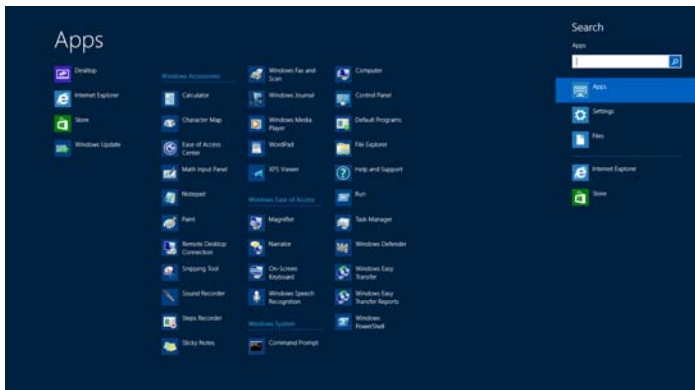 Apps
Desktop
Internet Explorer
Store
Windows Update
Windows Accessories
Calculator
Character Map
Ease of Access
Center
Math Input Panel
Notepad
Paint
Remote Desktop
Connection
Snipping Tool
Sound Recorder
Steps Recorder
Sticky Notes
Windows Fax and
Scan
Windows Journal
Windows Media
Player
WordPad
XPS Viewer
Windows Ease of Access
Magnifier
Narrator
On-Screen
Keyboard
Windows Speech
Recognition
Windows System
Command Prompt
Computer
Control Panel
Default Programs
File Explorer
Help and Support
Run
Task Manager
Windows Defender
Windows Easy
Transfer
Windows Easy
Transfer Reports
Windows
PowerShell
Search
Apps
Apps
Settings
Files
Internet Explorer
Store